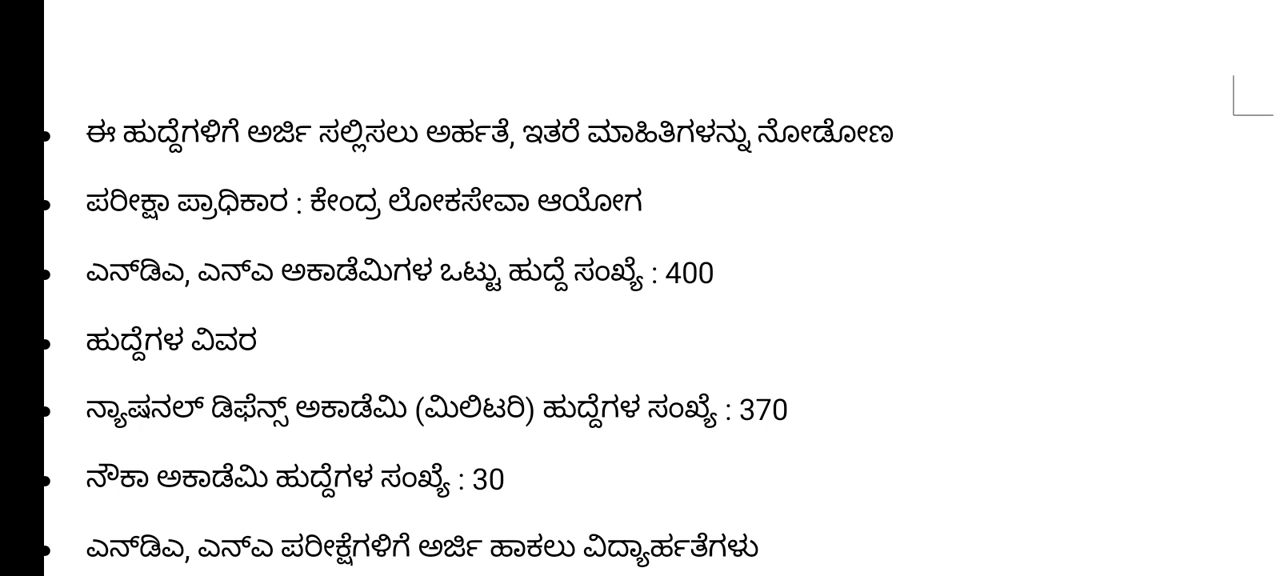 • ಈ ಹುದ್ದೆಗಳಿಗೆ ಅರ್ಜಿ ಸಲ್ಲಿಸಲು ಅರ್ಹತೆ, ಇತರೆ ಮಾಹಿತಿಗಳನ್ನು ನೋಡೋಣ
• ಪರೀಕ್ಷಾ ಪ್ರಾಧಿಕಾರ : ಕೇಂದ್ರ ಲೋಕಸೇವಾ ಆಯೋಗ
• ಎನ್‌ಡಿಎ, ಎನ್‌ಎ ಅಕಾಡೆಮಿಗಳ ಒಟ್ಟು ಹುದ್ದೆ ಸಂಖ್ಯೆ : 400
• ಹುದ್ದೆಗಳ ವಿವರ
• ನ್ಯಾಷನಲ್ ಡಿಫೆನ್ಸ್‌ ಅಕಾಡೆಮಿ (ಮಿಲಿಟರಿ) ಹುದ್ದೆಗಳ ಸಂಖ್ಯೆ : 370
• ನೌಕಾ ಅಕಾಡೆಮಿ ಹುದ್ದೆಗಳ ಸಂಖ್ಯೆ : 30
• ಎನ್‌ಡಿಎ, ಎನ್‌ಎ ಪರೀಕ್ಷೆಗಳಿಗೆ ಅರ್ಜಿ ಹಾಕಲು ವಿದ್ಯಾರ್ಹತೆಗಳು